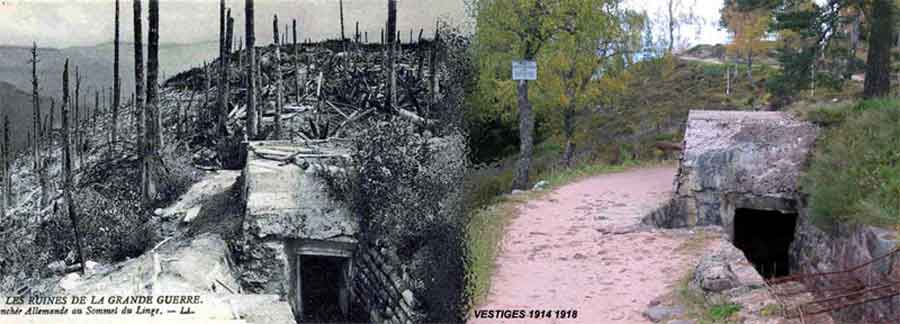 LES RUINES DE LA GRANDE GUERRE.
Allemande au Sommet du Linge. — LL
VESTIGES 1914 1918